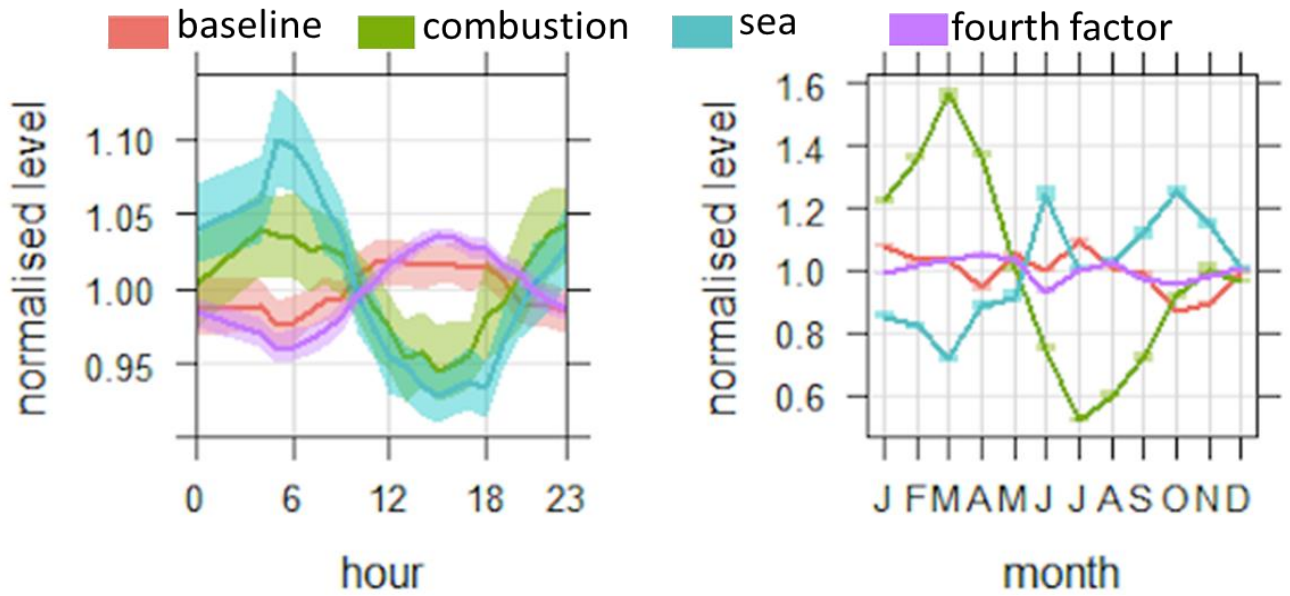 baseline combustion sea fourth factor
normalised level
1.10
1.05
1.00
0.95
0 6 12 18 23
hour
normalised level
1.6
1.4
1.2
1.0
0.8
0.6
J F M A M J J A S O N D
month